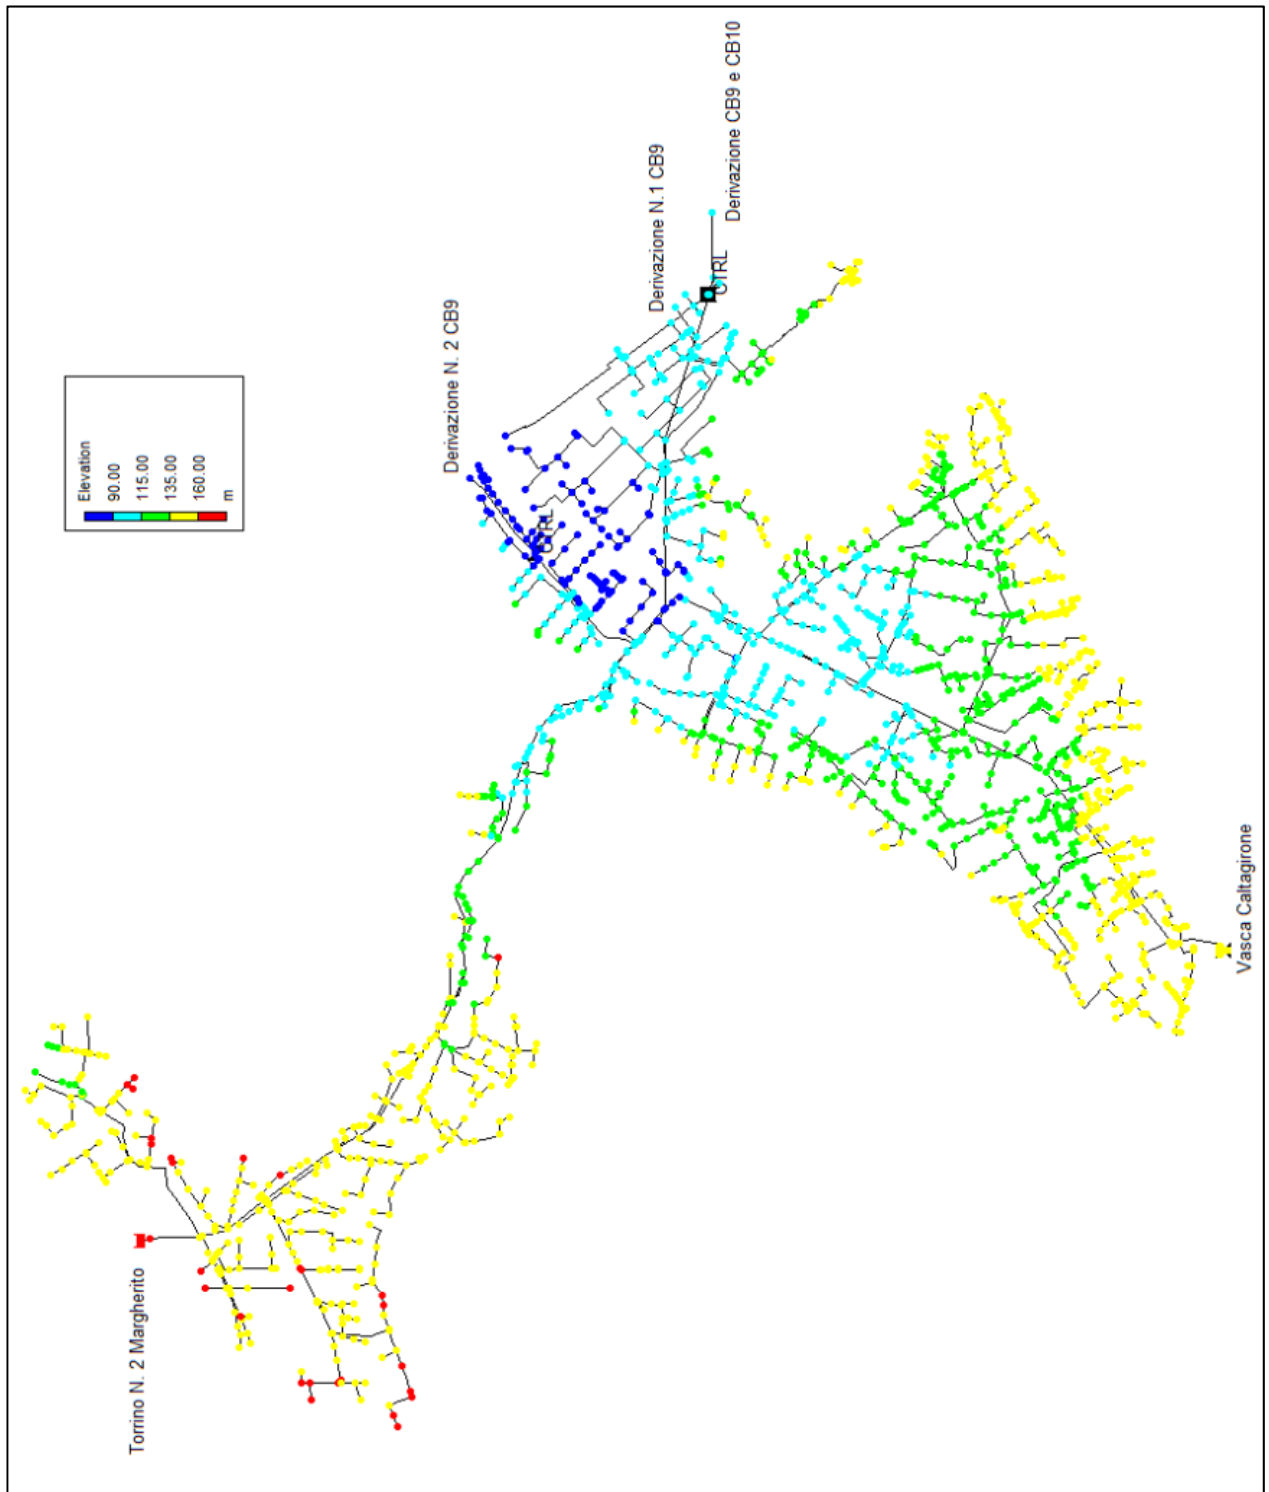 Elevation
90.00
115.00
135.00
160.00
m
Derivazione N. 2 CB9
Derivazione N.1 CB9
Derivazione CB9 e CB10
CTRL
CTRL
Torrino N. 2 Margherito
Vasca Caltagirone